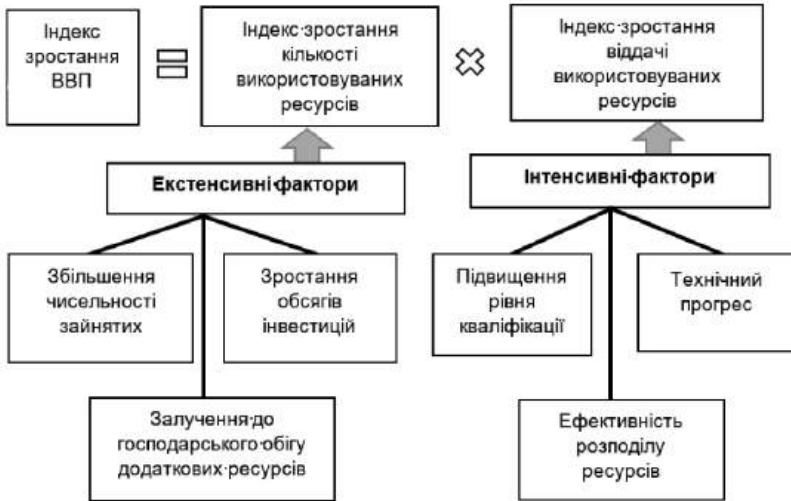 Індекс
зростання
ВВП
=
Індекс·зростання
кількості
використовуваних
ресурсів
×
Індекс·зростання
віддачі
використовуваних
ресурсів
Екстенсивні·фактори
Інтенсивні·фактори
Збільшення
чисельності
зайнятих
Зростання
обсягів
інвестицій
Підвищення
рівня
кваліфікації
Технічний
прогрес
Залучення·до
господарського·обігу
додаткових·ресурсів
Ефективність
розподілу
ресурсів